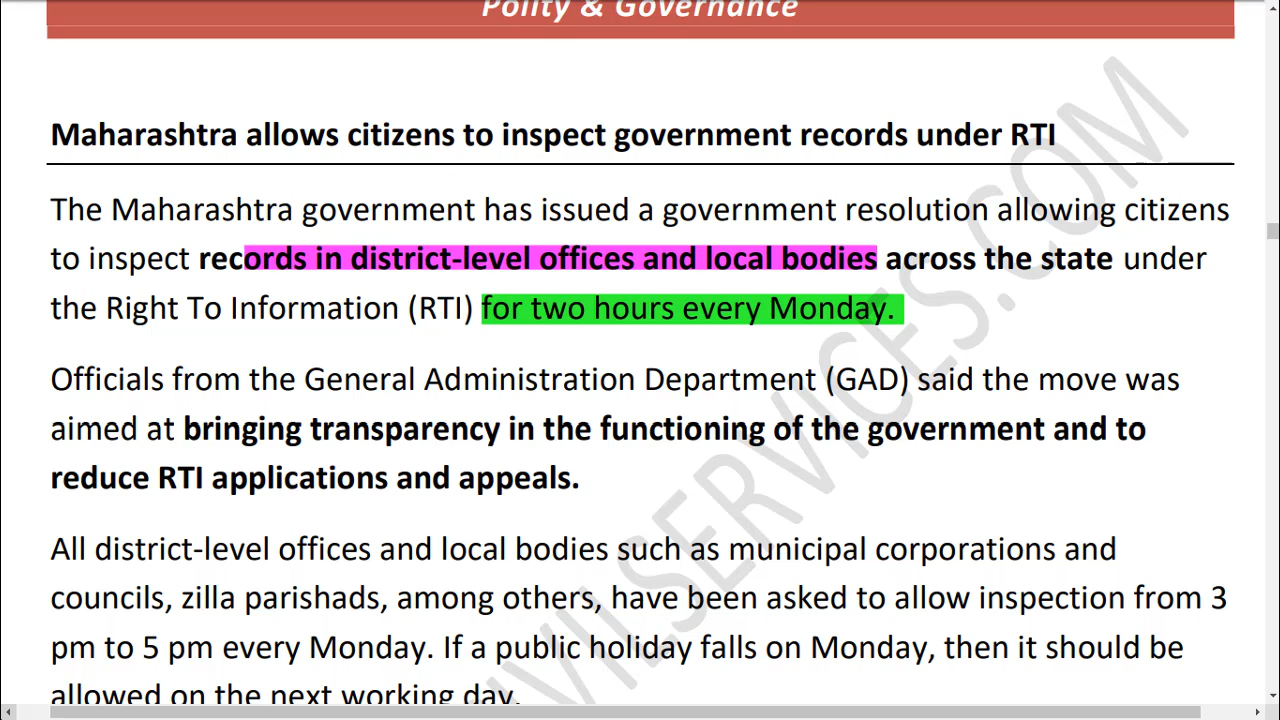 Polity & Governance
Maharashtra allows citizens to inspect government records under RTI
The Maharashtra government has issued a government resolution allowing citizens
to inspect records in district-level offices and local bodies across the state under
the Right To Information (RTI) for two hours every Monday.
Officials from the General Administration Department (GAD) said the move was
aimed at bringing transparency in the functioning of the government and to
reduce RTI applications and appeals.
All district-level offices and local bodies such as municipal corporations and
councils, zilla parishads, among others, have been asked to allow inspection from 3
pm to 5 pm every Monday. If a public holiday falls on Monday, then it should be
allowed on the next working day.
VILSERVICES.COM